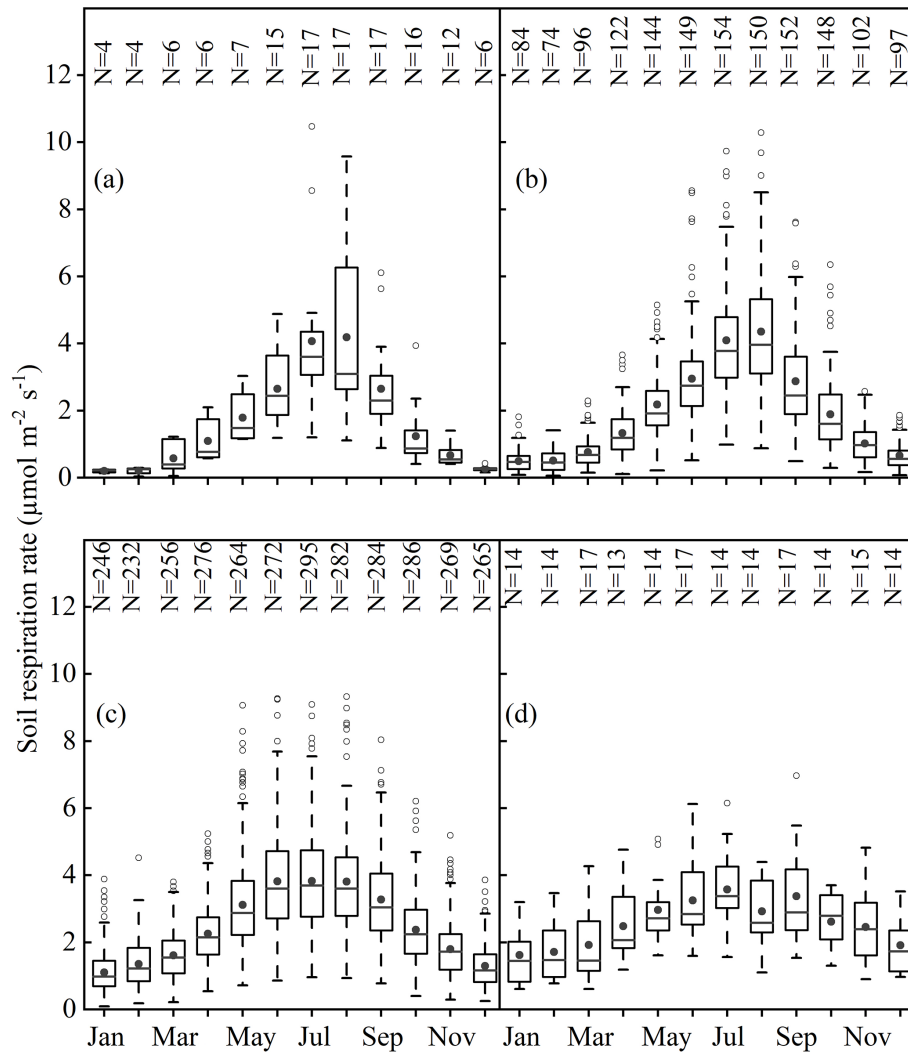 N=4 N=4 N=6 N=6 N=7 N=15 N=17 N=17 N=17 N=16 N=12 N=6
N=84 N=74 N=96 N=122 N=144 N=149 N=154 N=150 N=152 N=148 N=102 N=97
12
10
(a)
(b)
8
6
4
2
0
Soil respiration rate (μmol m⁻² s⁻¹)
N=246 N=232 N=256 N=276 N=264 N=272 N=295 N=282 N=284 N=286 N=269 N=265
N=14 N=14 N=17 N=13 N=14 N=17 N=14 N=14 N=17 N=14 N=15 N=14
12
10
(c)
(d)
8
6
4
2
0
Jan Mar May Jul Sep Nov
Jan Mar May Jul Sep Nov